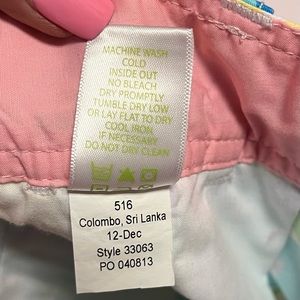 MACHINE WASH
COLD
INSIDE OUT
NO BLEACH
DRY PROMPTLY
TUMBLE DRY LOW
OR LAY FLAT TO DRY
COOL IRON
IF NECESSARY
DO NOT DRY CLEAN
516
Colombo, Sri Lanka
12-Dec
Style 33063
PO 040813